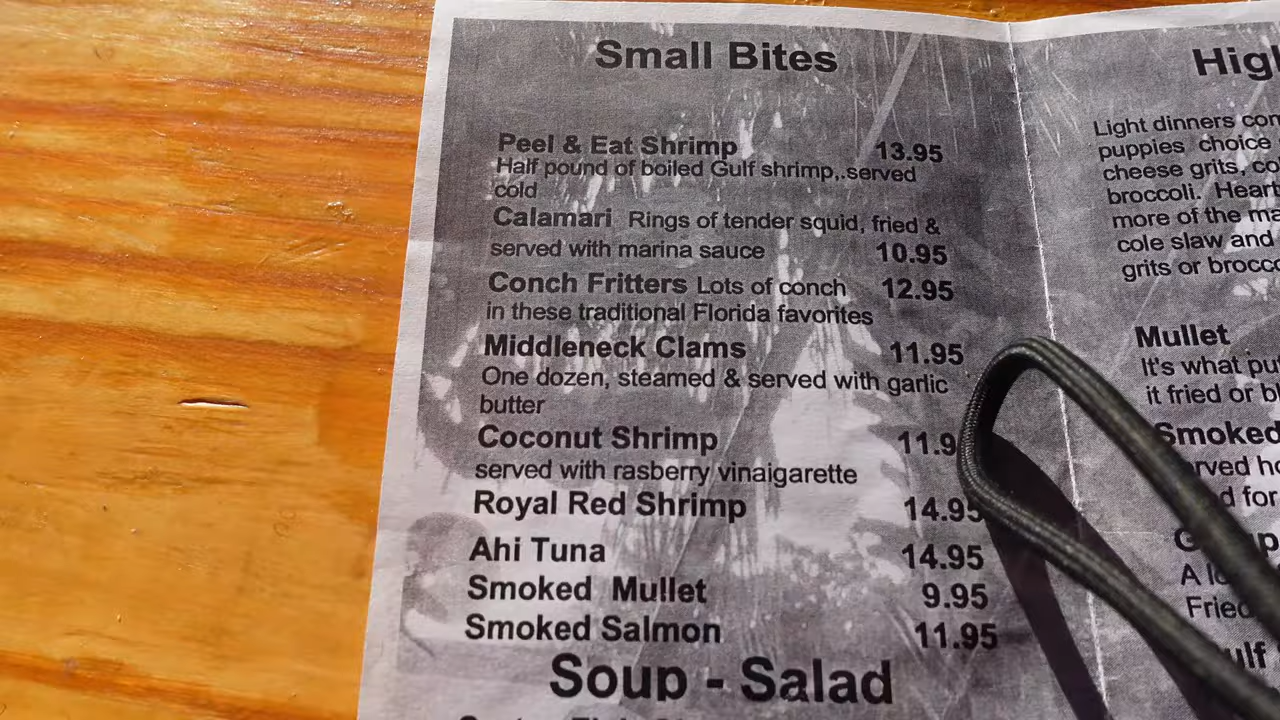 Small Bites
Peel & Eat Shrimp 13.95
Half pound of boiled Gulf shrimp,.served
cold
Calamari Rings of tender squid, fried &
served with marina sauce 10.95
Conch Fritters Lots of conch 12.95
in these traditional Florida favorites
Middleneck Clams 11.95
One dozen, steamed & served with garlic
butter
Coconut Shrimp 11.9
served with rasberry vinaigarette
Royal Red Shrimp 14.95
Ahi Tuna 14.95
Smoked Mullet 9.95
Smoked Salmon 11.95
Soup - Salad
Light dinners
puppies choice
cheese grits,
broccoli.
more of the
cole slaw and
grits or
Mullet
It's what
it fried or
Smoked
for
A